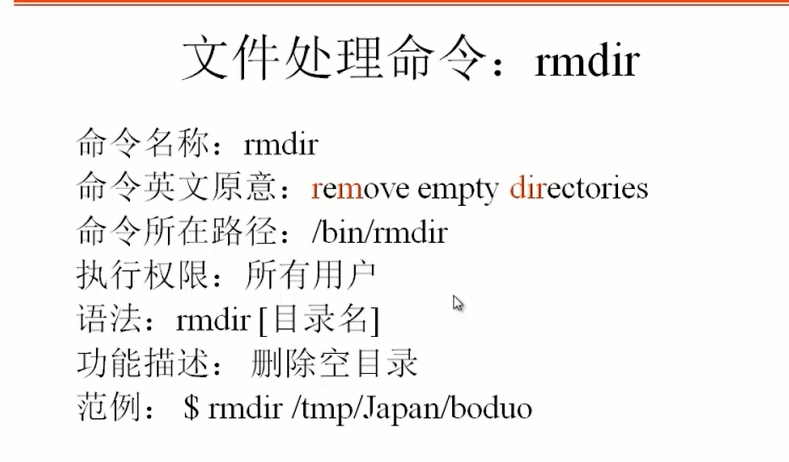 文件处理命令：rmdir
命令名称：rmdir
命令英文原意：remove empty directories
命令所在路径：/bin/rmdir
执行权限：所有用户
语法：rmdir [目录名]
功能描述： 删除空目录
范例： $ rmdir /tmp/Japan/boduo